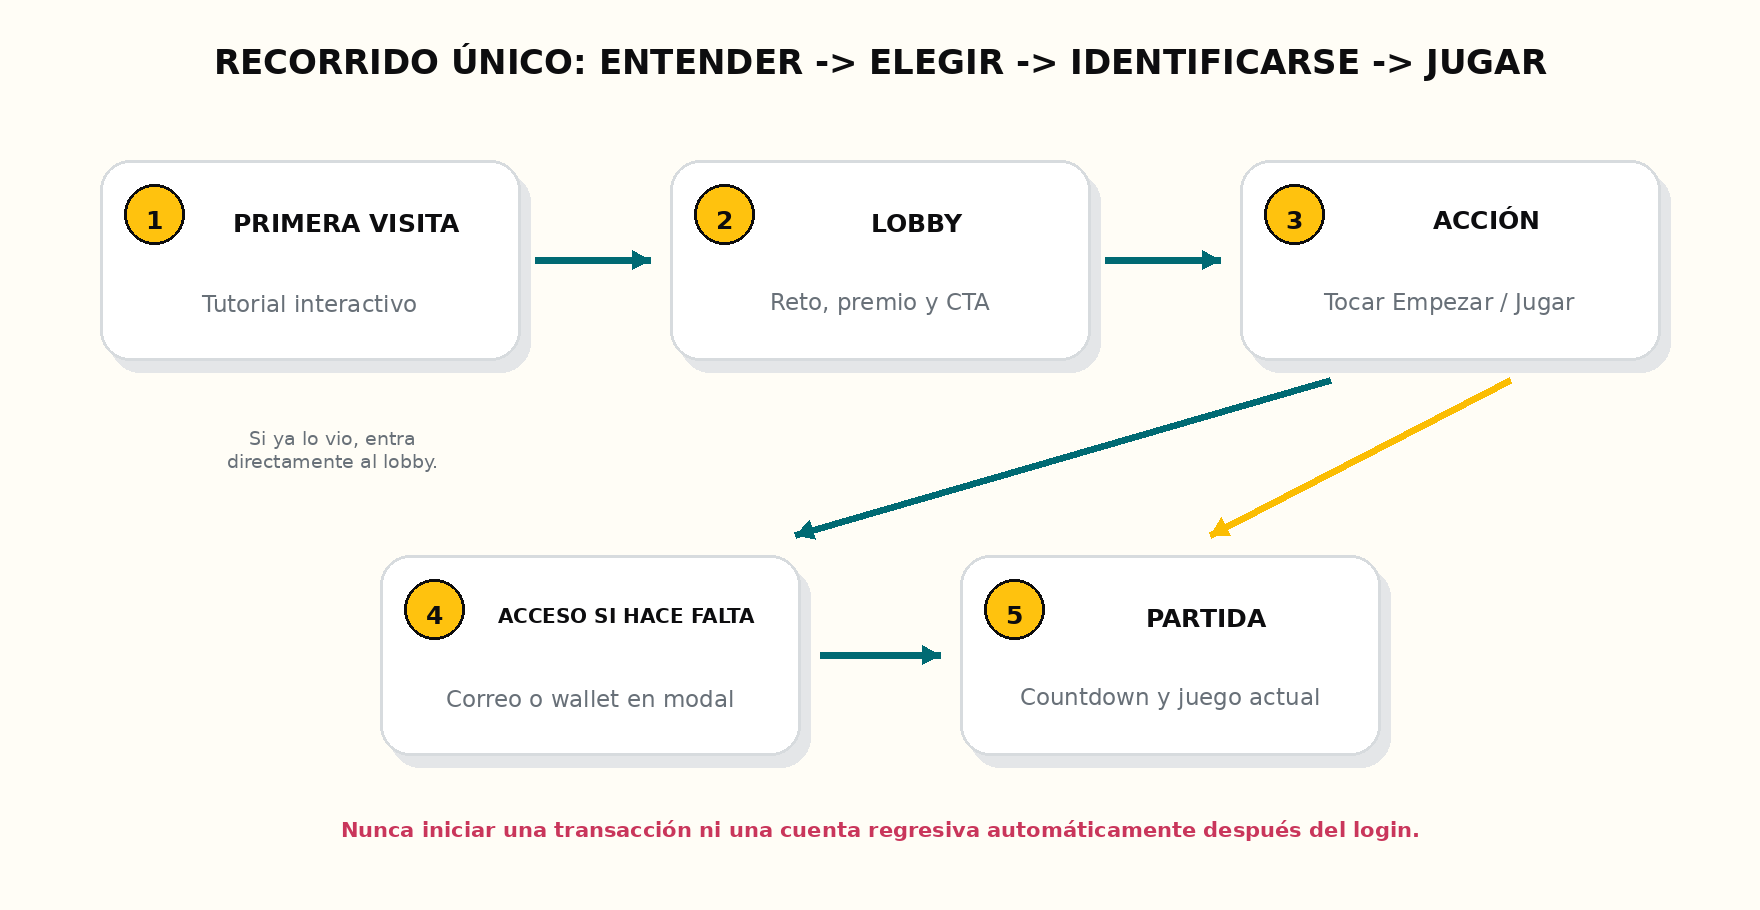 RECORRIDO ÚNICO: ENTENDER -> ELEGIR -> IDENTIFICARSE -> JUGAR
1
PRIMERA VISITA
Tutorial interactivo
2
LOBBY
Reto, premio y CTA
3
ACCIÓN
Tocar Empezar / Jugar
Si ya lo vio, entra
directamente al lobby.
4
ACCESO SI HACE FALTA
Correo o wallet en modal
5
PARTIDA
Countdown y juego actual
Nunca iniciar una transacción ni una cuenta regresiva automáticamente después del login.